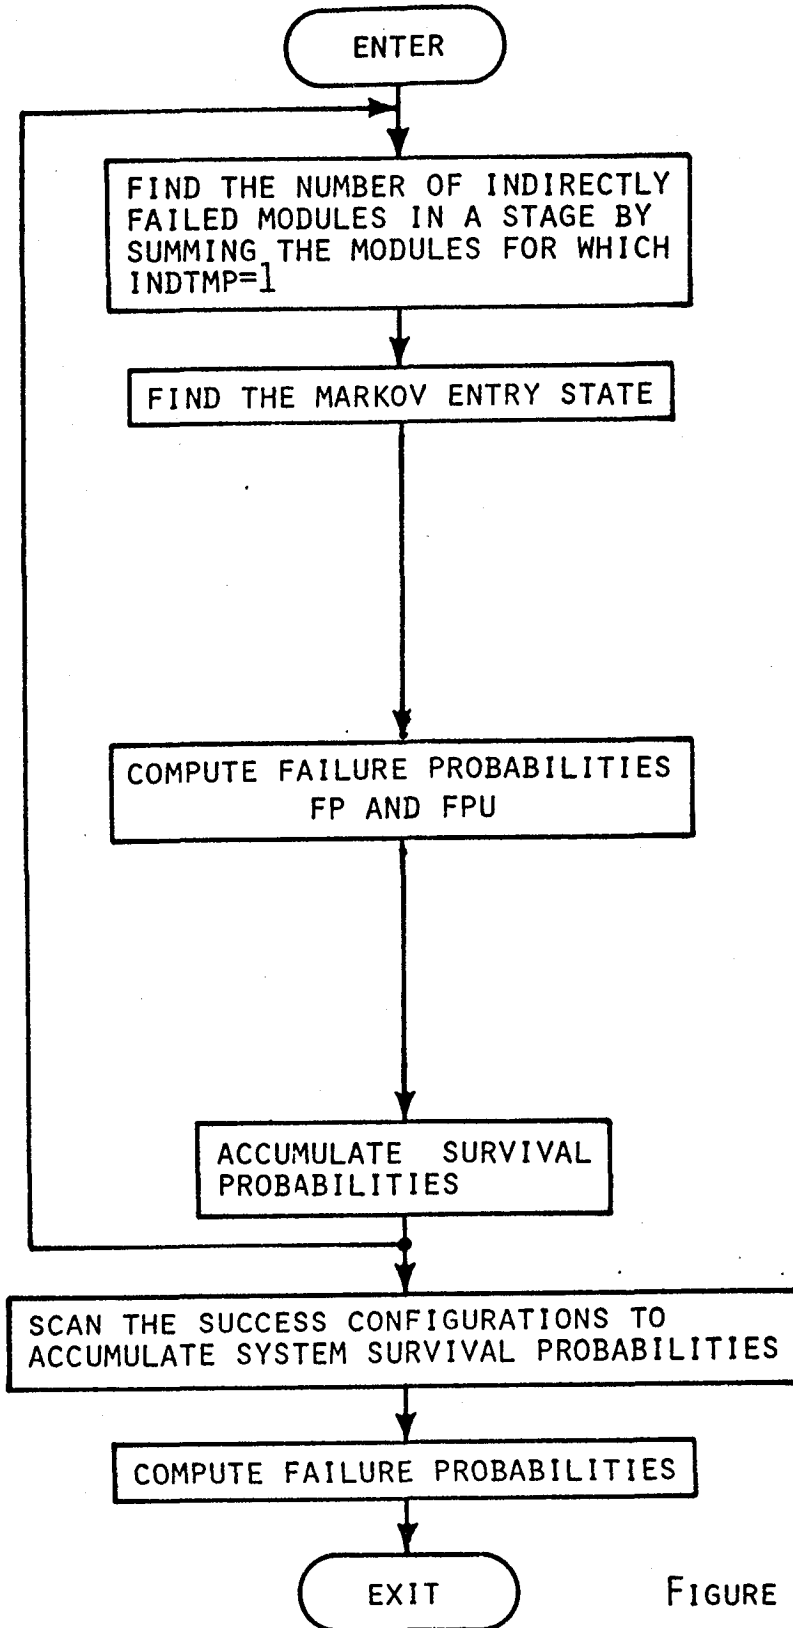 ENTER
FIND THE NUMBER OF INDIRECTLY
FAILED MODULES IN A STAGE BY
SUMMING THE MODULES FOR WHICH
INDTMP=1
FIND THE MARKOV ENTRY STATE
COMPUTE FAILURE PROBABILITIES
FP AND FPU
ACCUMULATE SURVIVAL
PROBABILITIES
SCAN THE SUCCESS CONFIGURATIONS TO
ACCUMULATE SYSTEM SURVIVAL PROBABILITIES
COMPUTE FAILURE PROBABILITIES
EXIT
FIGURE